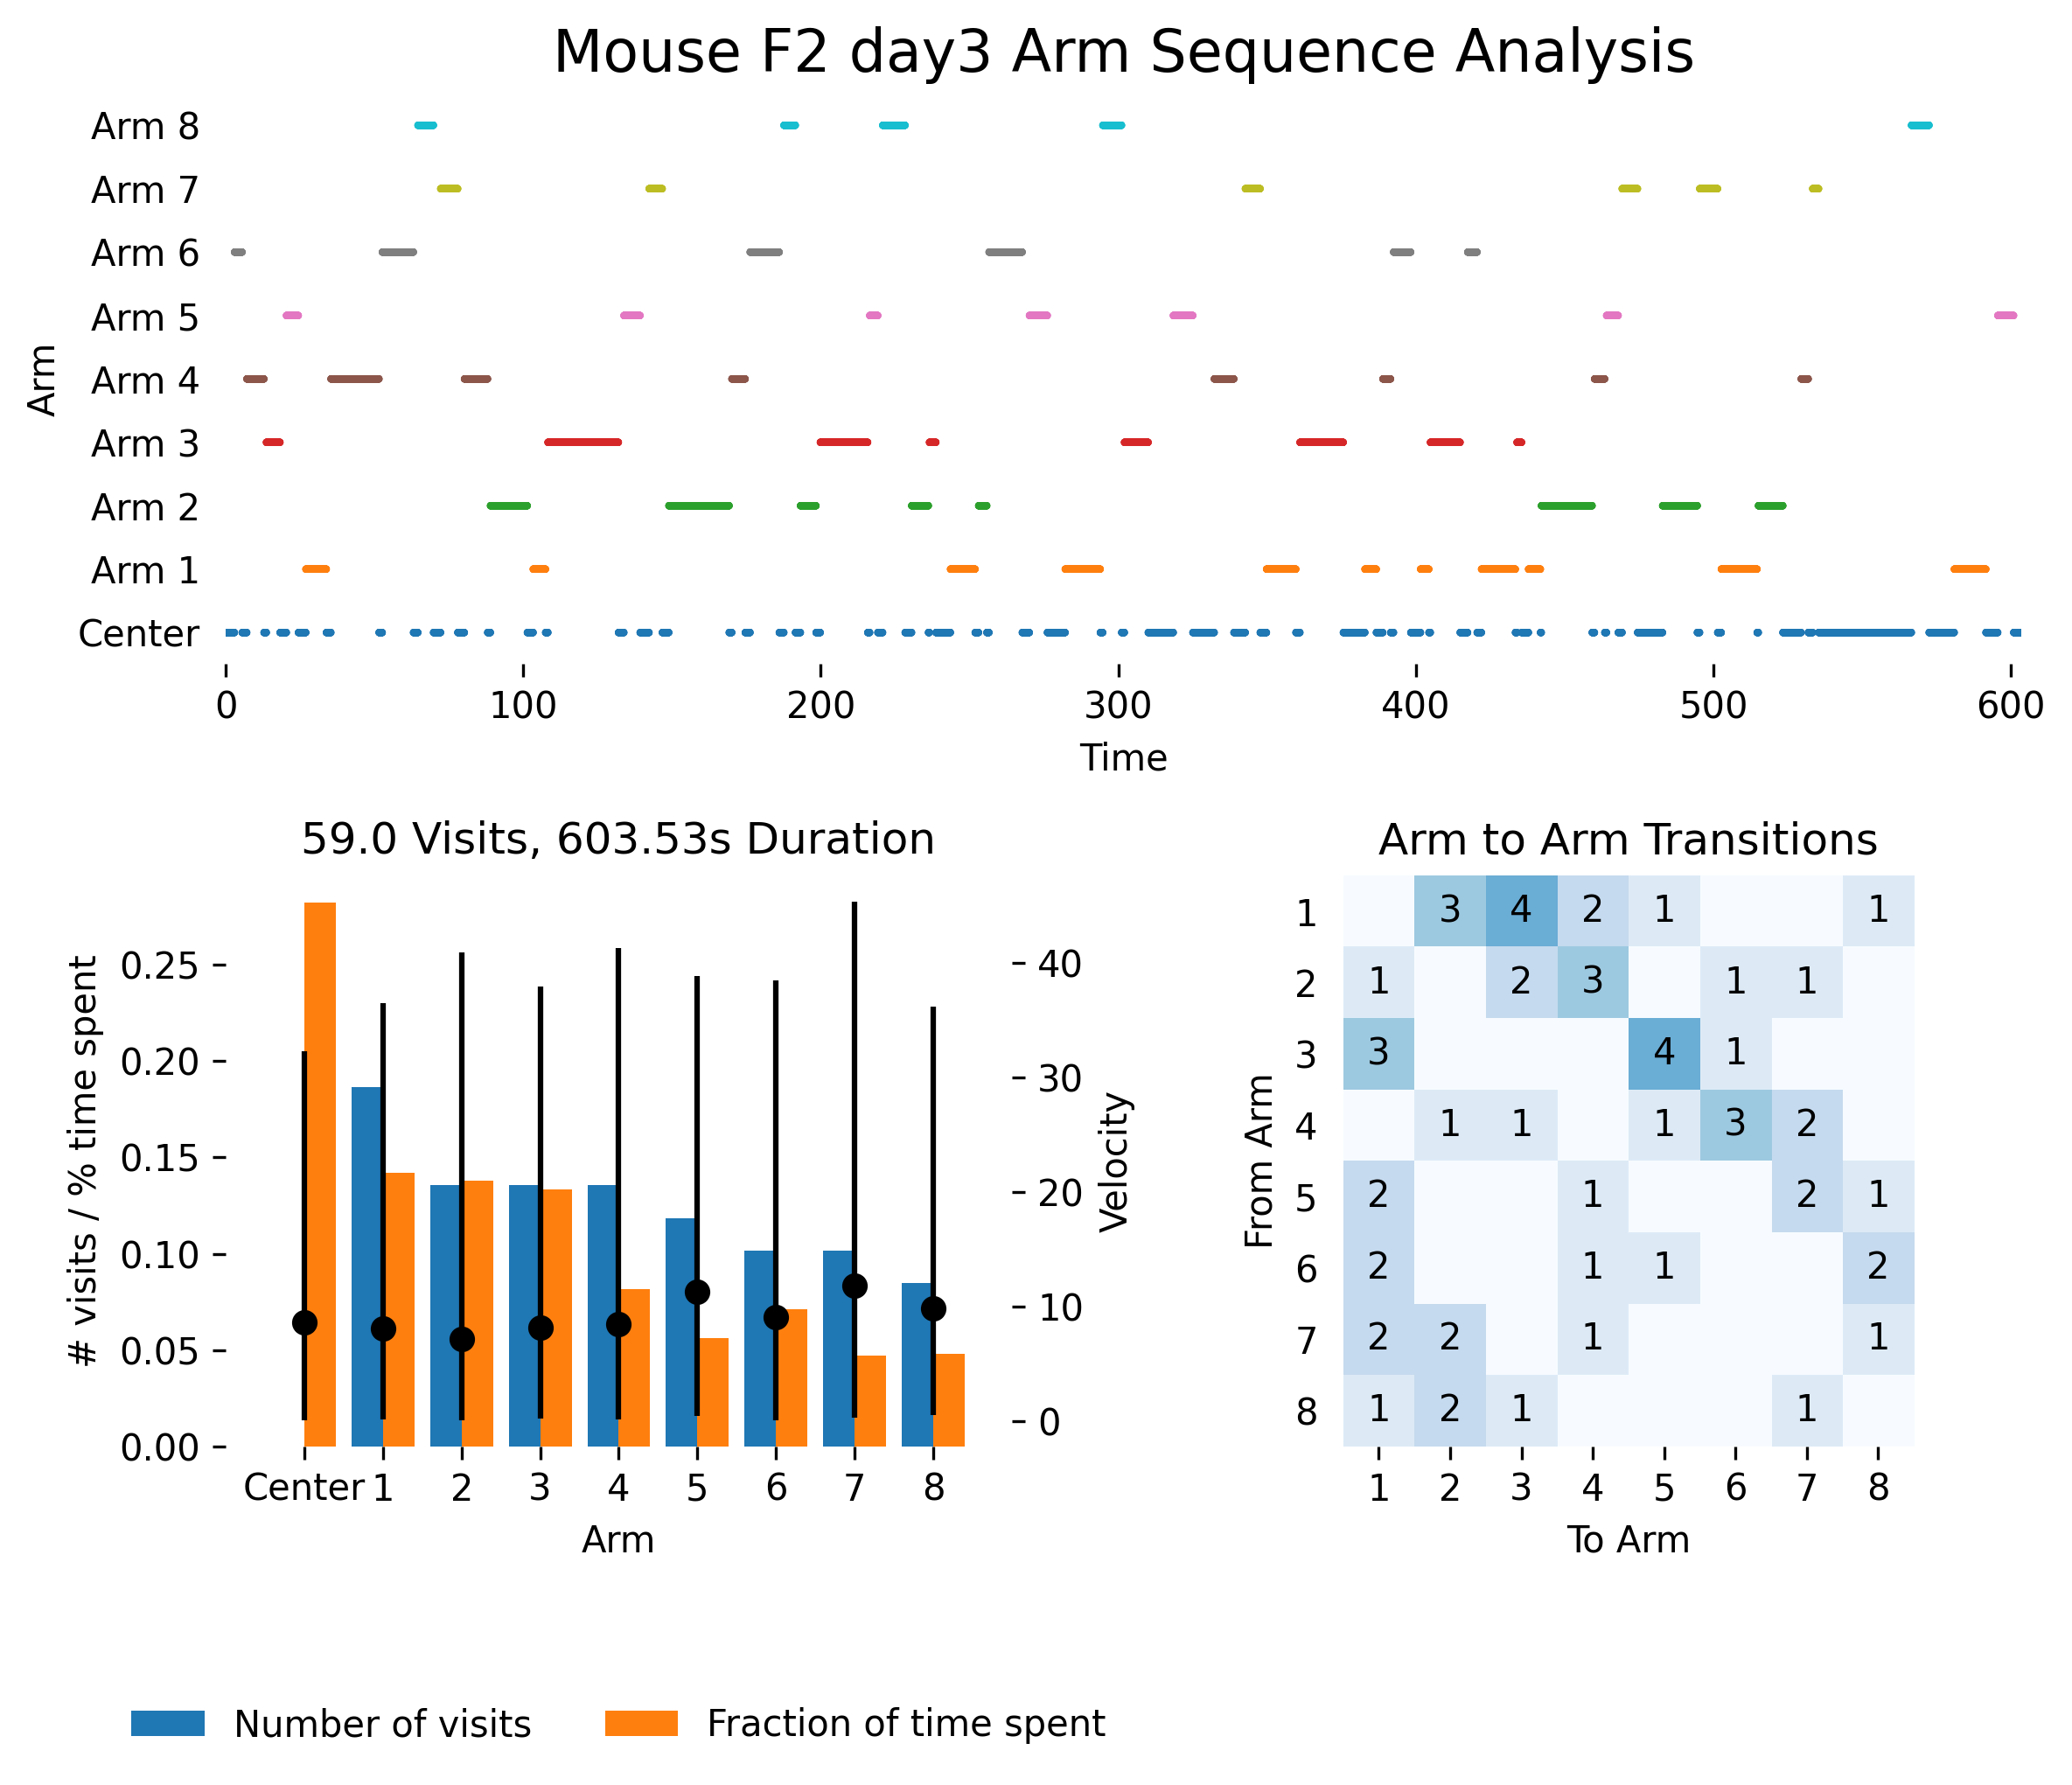 Mouse F2 day3 Arm Sequence Analysis
Arm
Arm 8
Arm 7
Arm 6
Arm 5
Arm 4
Arm 3
Arm 2
Arm 1
Center
0 100 200 300 400 500 600
Time
59.0 Visits, 603.53s Duration
# visits / % time spent
0.25
0.20
0.15
0.10
0.05
0.00
40
30
20
10
0
Velocity
Center 1 2 3 4 5 6 7 8
Arm
Arm to Arm Transitions
From Arm
1 3 4 2 1 1
2 1 2 3 1 1
3 3 4 1
4 1 1 1 3 2
5 2 1 2 1
6 2 1 1 2
7 2 2 1 1
8 1 2 1 1
1 2 3 4 5 6 7 8
To Arm
Number of visits Fraction of time spent